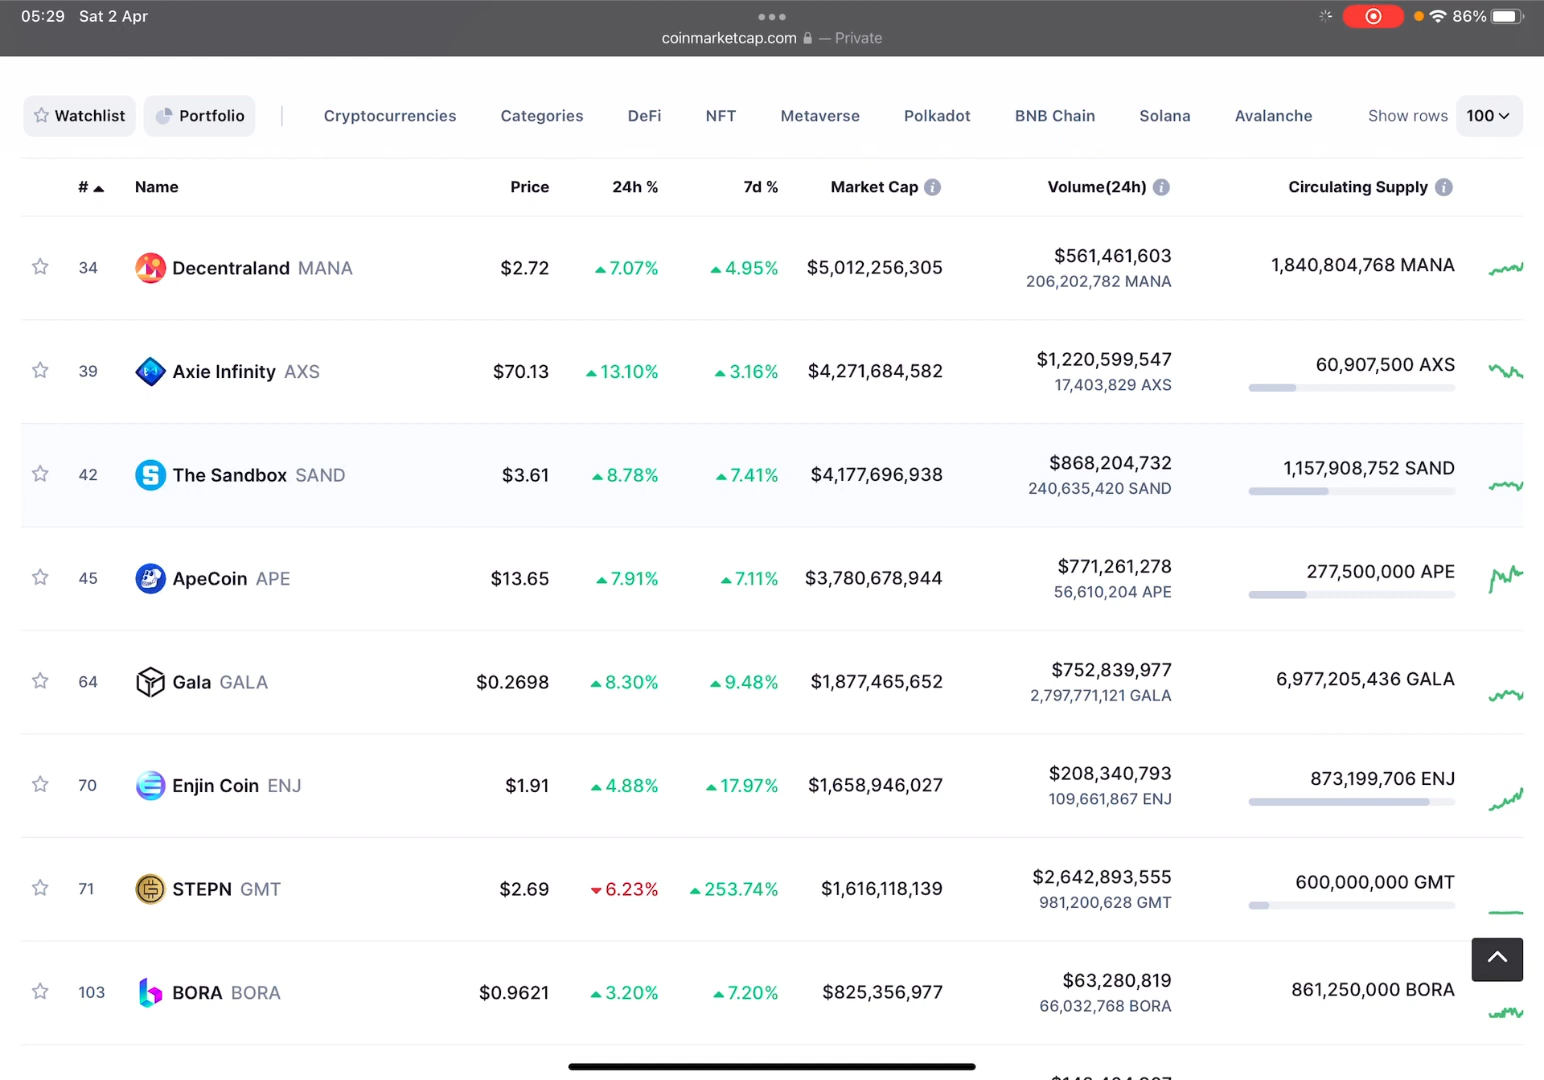 05:29 Sat 2 Apr
86%
coinmarketcap.com — Private
Watchlist Portfolio Cryptocurrencies Categories DeFi NFT Metaverse Polkadot BNB Chain Solana Avalanche Show rows 100
# Name Price 24h % 7d % Market Cap Volume(24h) Circulating Supply
34 Decentraland MANA $2.72 7.07% 4.95% $5,012,256,305 $561,461,603 1,840,804,768 MANA
206,202,782 MANA
39 Axie Infinity AXS $70.13 13.10% 3.16% $4,271,684,582 $1,220,599,547 60,907,500 AXS
17,403,829 AXS
42 The Sandbox SAND $3.61 8.78% 7.41% $4,177,696,938 $868,204,732 1,157,908,752 SAND
240,635,420 SAND
45 ApeCoin APE $13.65 7.91% 7.11% $3,780,678,944 $771,261,278 277,500,000 APE
56,610,204 APE
64 Gala GALA $0.2698 8.30% 9.48% $1,877,465,652 $752,839,977 6,977,205,436 GALA
2,797,771,121 GALA
70 Enjin Coin ENJ $1.91 4.88% 17.97% $1,658,946,027 $208,340,793 873,199,706 ENJ
109,661,867 ENJ
71 STEPN GMT $2.69 6.23% 253.74% $1,616,118,139 $2,642,893,555 600,000,000 GMT
981,200,628 GMT
103 BORA BORA $0.9621 3.20% 7.20% $825,356,977 $63,280,819 861,250,000 BORA
66,032,768 BORA